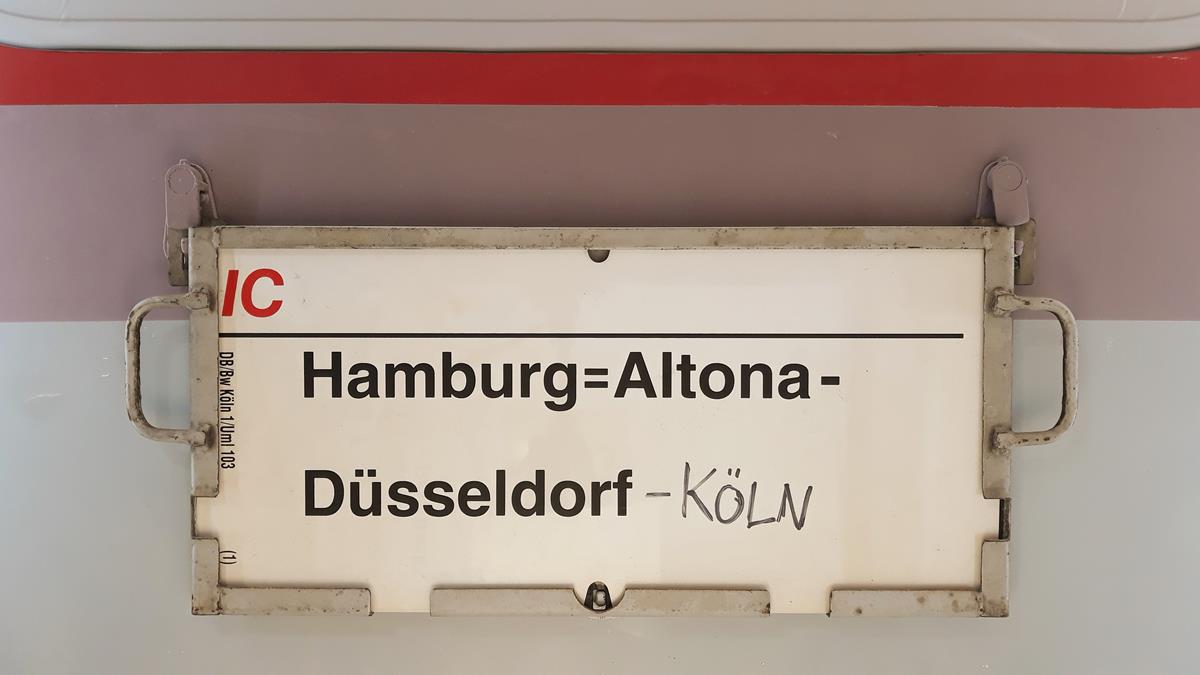 IC
Hamburg=Altona-
Düsseldorf -KÖLN
DB/Bw Köln 1/Uml 103
(1)